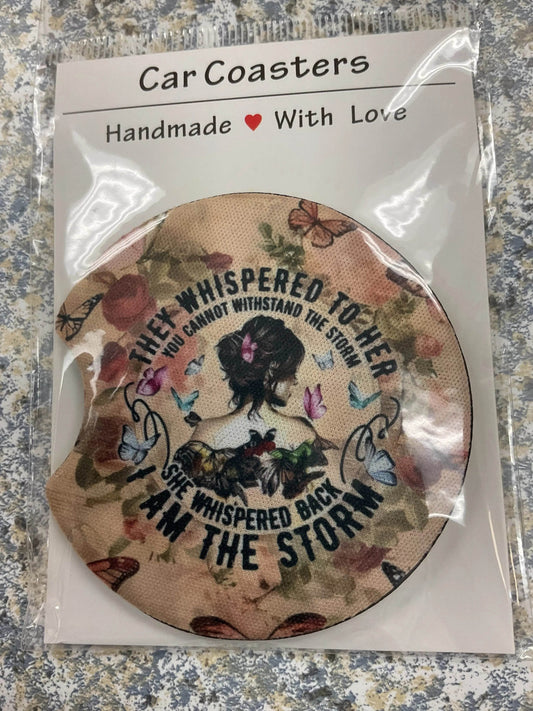 Car Coasters
Handmade ♥ With Love
THEY WHISPERED TO HER
YOU CANNOT WITHSTAND THE STORM
SHE WHISPERED BACK
I AM THE STORM